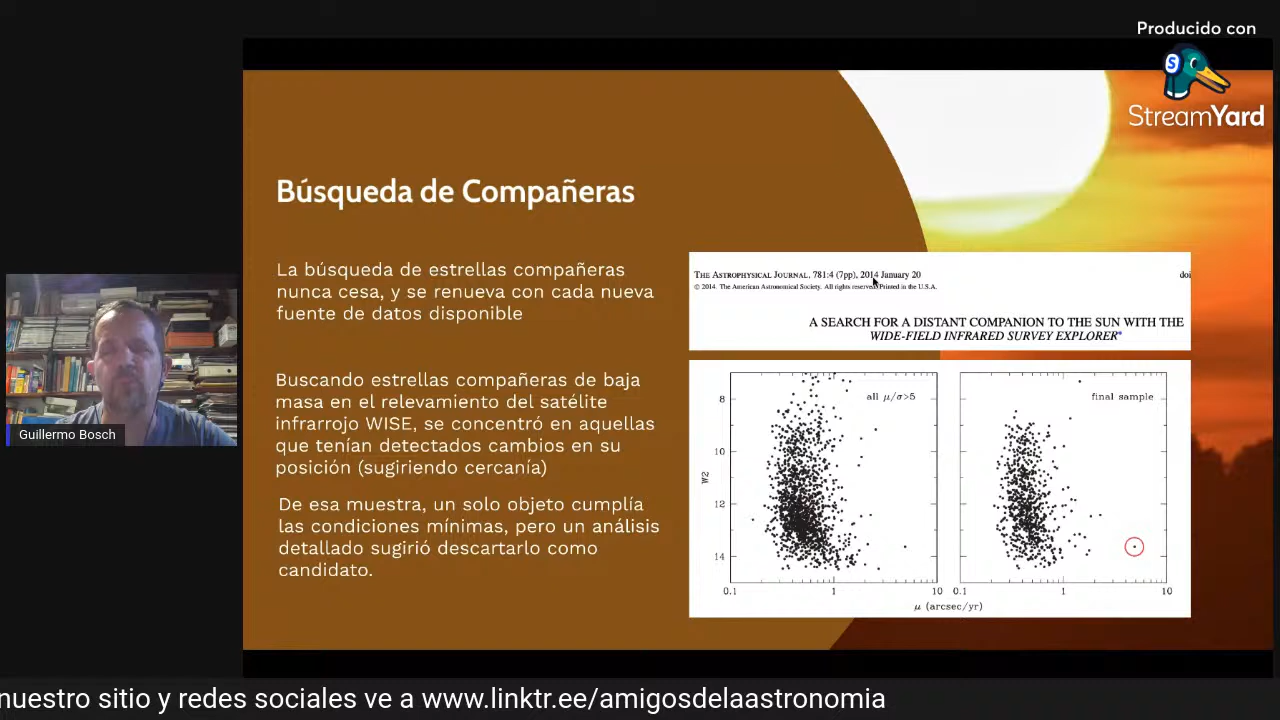 Producido con
StreamYard
Búsqueda de Compañeras
La búsqueda de estrellas compañeras
nunca cesa, y se renueva con cada nueva
fuente de datos disponible
Buscando estrellas compañeras de baja
masa en el relevamiento del satélite
infrarrojo WISE, se concentró en aquellas
que tenían detectados cambios en su
posición (sugiriendo cercanía)
De esa muestra, un solo objeto cumplía
las condiciones mínimas, pero un análisis
detallado sugirió descartarlo como
candidato.
THE ASTROPHYSICAL JOURNAL, 781:4 (7pp), 2014 January 20
doi
© 2014. The American Astronomical Society. All rights reserved. Printed in the U.S.A.
A SEARCH FOR A DISTANT COMPANION TO THE SUN WITH THE
WIDE-FIELD INFRARED SURVEY EXPLORER*
all μ/σ>5
final sample
8
10
12
14
W2
0.1 1 10
0.1 1 10
μ (arcsec/yr)
Guillermo Bosch
nuestro sitio y redes sociales ve a www.linktr.ee/amigosdelaastronomia